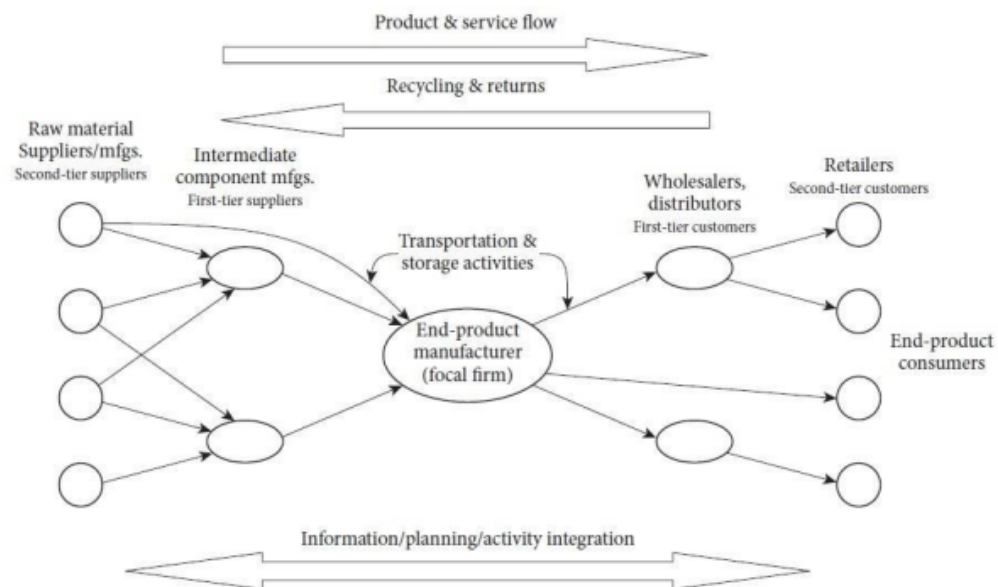 Product & service flow
Recycling & returns
Raw material
Suppliers/mfgs.
Second-tier suppliers
Intermediate
component mfgs.
First-tier suppliers
Wholesalers,
distributors
First-tier customers
Retailers
Second-tier customers
Transportation &
storage activities
End-product
manufacturer
(focal firm)
End-product
consumers
Information/planning/activity integration